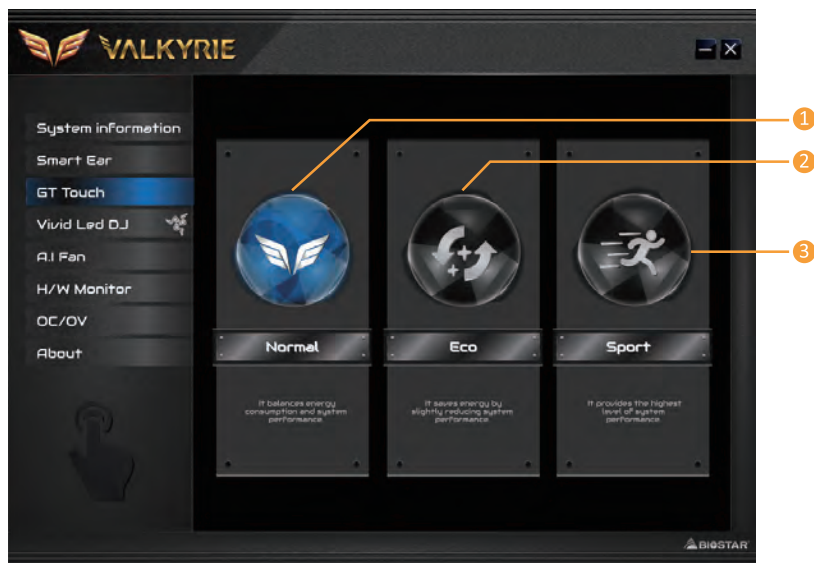 VALKYRIE
System information
Smart Ear
GT Touch
Vivid Led DJ
A.I Fan
H/W Monitor
OC/OV
About
1
2
3
Normal
Eco
Sport
It balances energy
consumption and system
performance
It saves energy by
slightly reducing system
performance
It provides the highest
level of system
performance
BIOSTAR